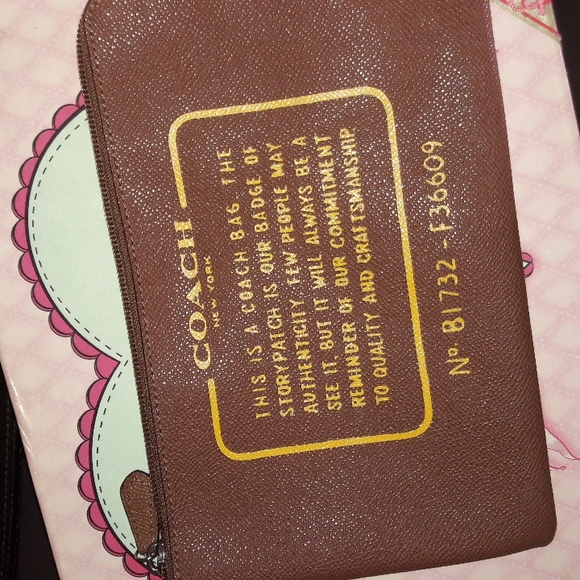 COACH
NEW YORK
THIS IS A COACH BAG. THE
STORYPATCH IS OUR BADGE OF
AUTHENTICITY. FEW PEOPLE MAY
SEE IT, BUT IT WILL ALWAYS BE A
REMINDER OF OUR COMMITMENT
TO QUALITY AND CRAFTSMANSHIP.
Nº B1732 - F36609